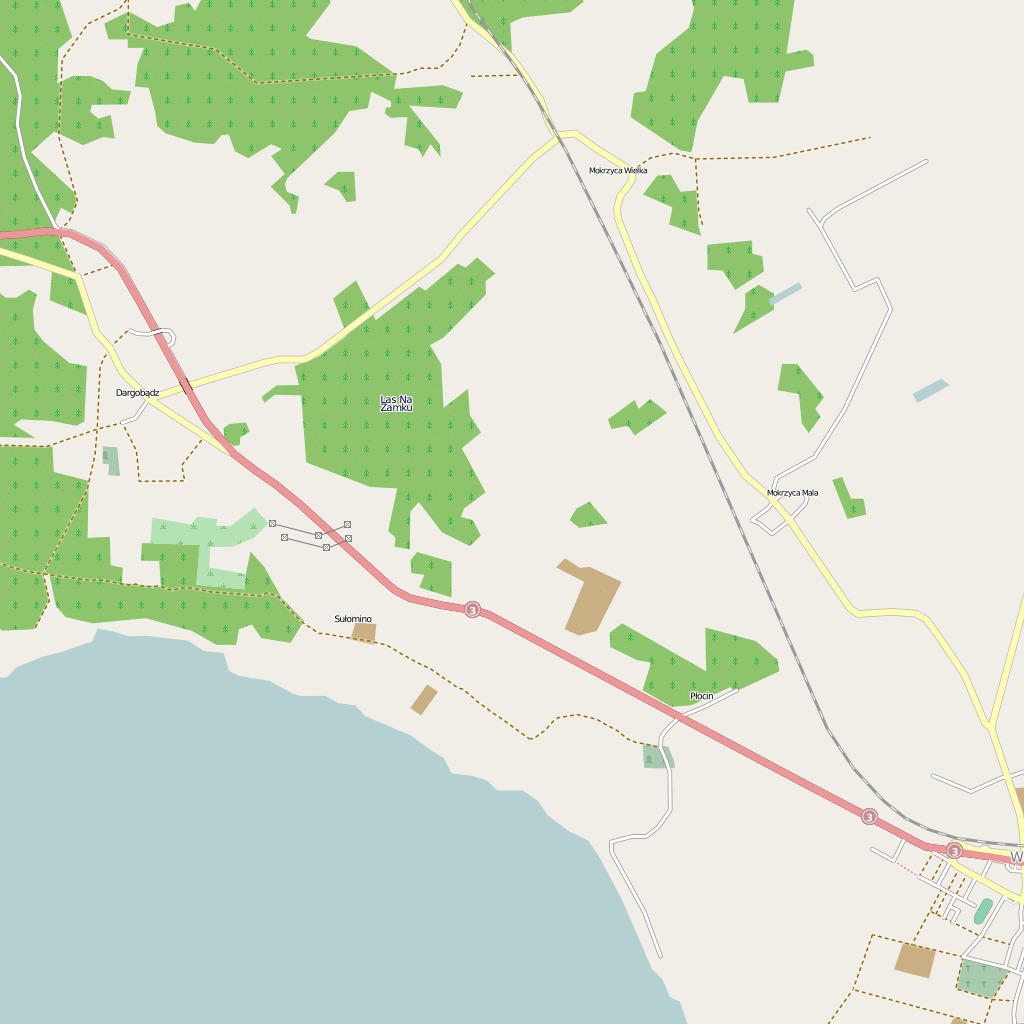 Mokrzyca Wielka
Dargobądz
Las Na
Zamku
Mokrzyca Mała
3
Sułomino
Płocin
3
3
W